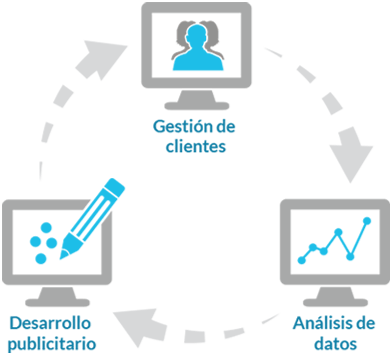 Gestión de
clientes
Desarrollo
publicitario
Análisis de
datos